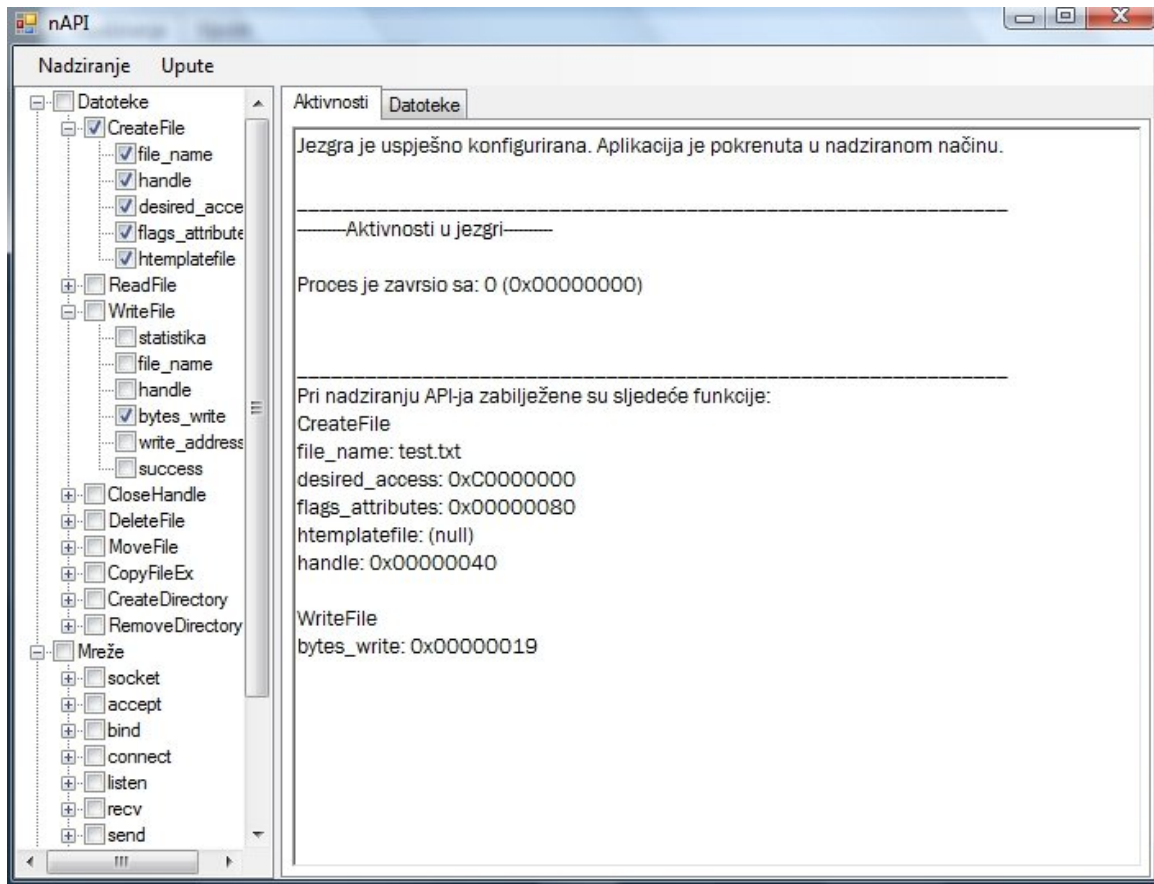 nAPI
Nadziranje Upute
Datoteke
CreateFile
file_name
handle
desired_acce
flags_attribute
htemplatefile
ReadFile
WriteFile
statistika
file_name
handle
bytes_write
write_address
success
CloseHandle
DeleteFile
MoveFile
CopyFileEx
CreateDirectory
RemoveDirectory
Mreže
socket
accept
bind
connect
listen
recv
send
Aktivnosti Datoteke
Jezgra je uspješno konfigurirana. Aplikacija je pokrenuta u nadziranom načinu.
----------Aktivnosti u jezgri----------
Proces je zavrsio sa: 0 (0x00000000)
Pri nadziranju API-ja zabilježene su sljedeće funkcije:
CreateFile
file_name: test.txt
desired_access: 0xC0000000
flags_attributes: 0x00000080
htemplatefile: (null)
handle: 0x00000040
WriteFile
bytes_write: 0x00000019